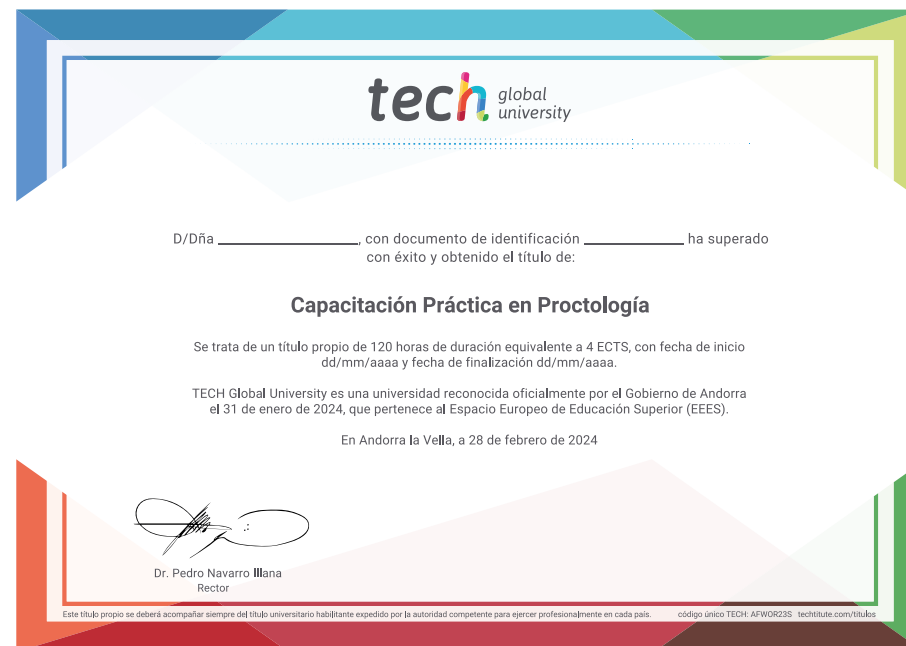 tech global university
D/Dña ____________________, con documento de identificación ______________ ha superado
con éxito y obtenido el título de:
Capacitación Práctica en Proctología
Se trata de un título propio de 120 horas de duración equivalente a 4 ECTS, con fecha de inicio
dd/mm/aaaa y fecha de finalización dd/mm/aaaa.
TECH Global University es una universidad reconocida oficialmente por el Gobierno de Andorra
el 31 de enero de 2024, que pertenece al Espacio Europeo de Educación Superior (EEES).
En Andorra la Vella, a 28 de febrero de 2024
Dr. Pedro Navarro Illana
Rector
Este título propio se deberá acompañar siempre del título universitario habilitante expedido por la autoridad competente para ejercer profesionalmente en cada país. código único TECH: AFWOR23S techtitute.com/titulos